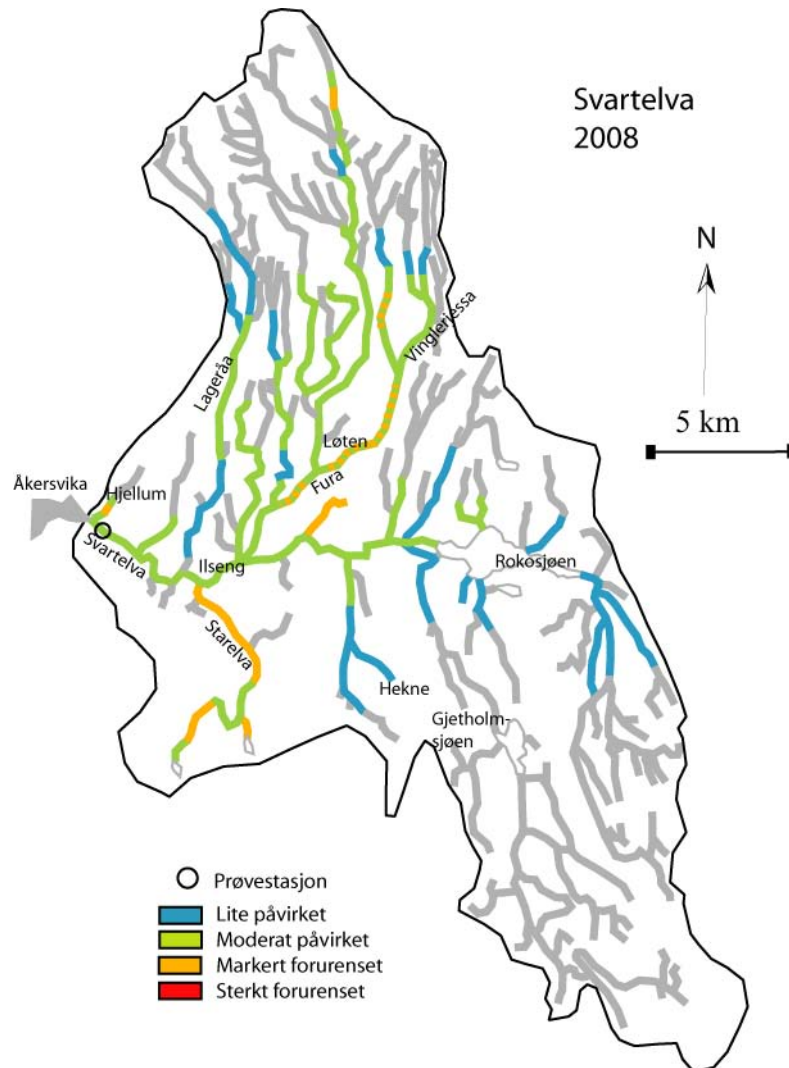 Svartelva
2008
N
5 km
Vingleriessa
Lageråa
Løten
Fura
Åkersvika
Hjellum
Svartelva
Ilseng
Rokosjøen
Starelva
Hekne
Gjetholm-
sjøen
Prøvestasjon
Lite påvirket
Moderat påvirket
Markert forurenset
Sterkt forurenset